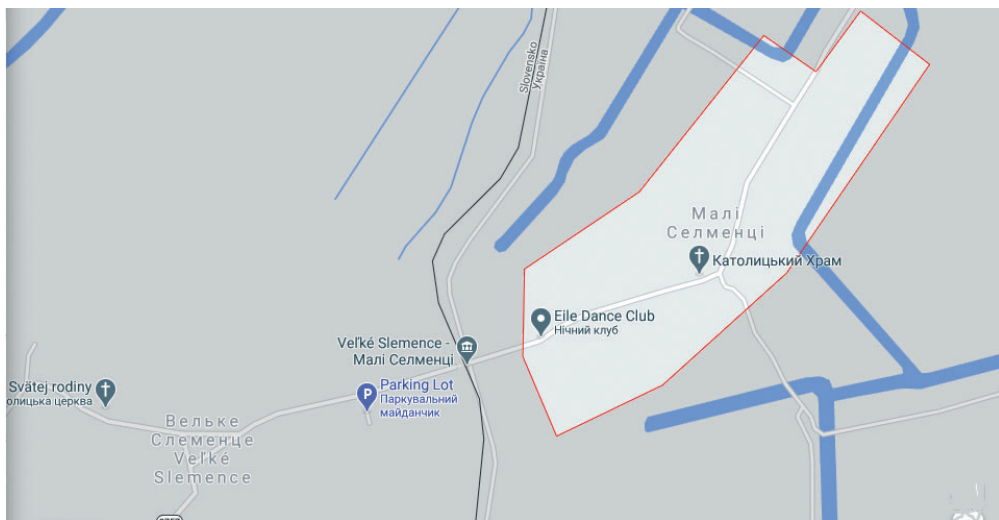 Slovensko
Україна
Малі
Селменці
Католицький Храм
Eile Dance Club
Нічний клуб
Veľké Slemence -
Малі Селменці
Parking Lot
Паркувальний
майданчик
Svätej rodiny
олицька церква
Вельке
Слеменце
Veľké
Slemence